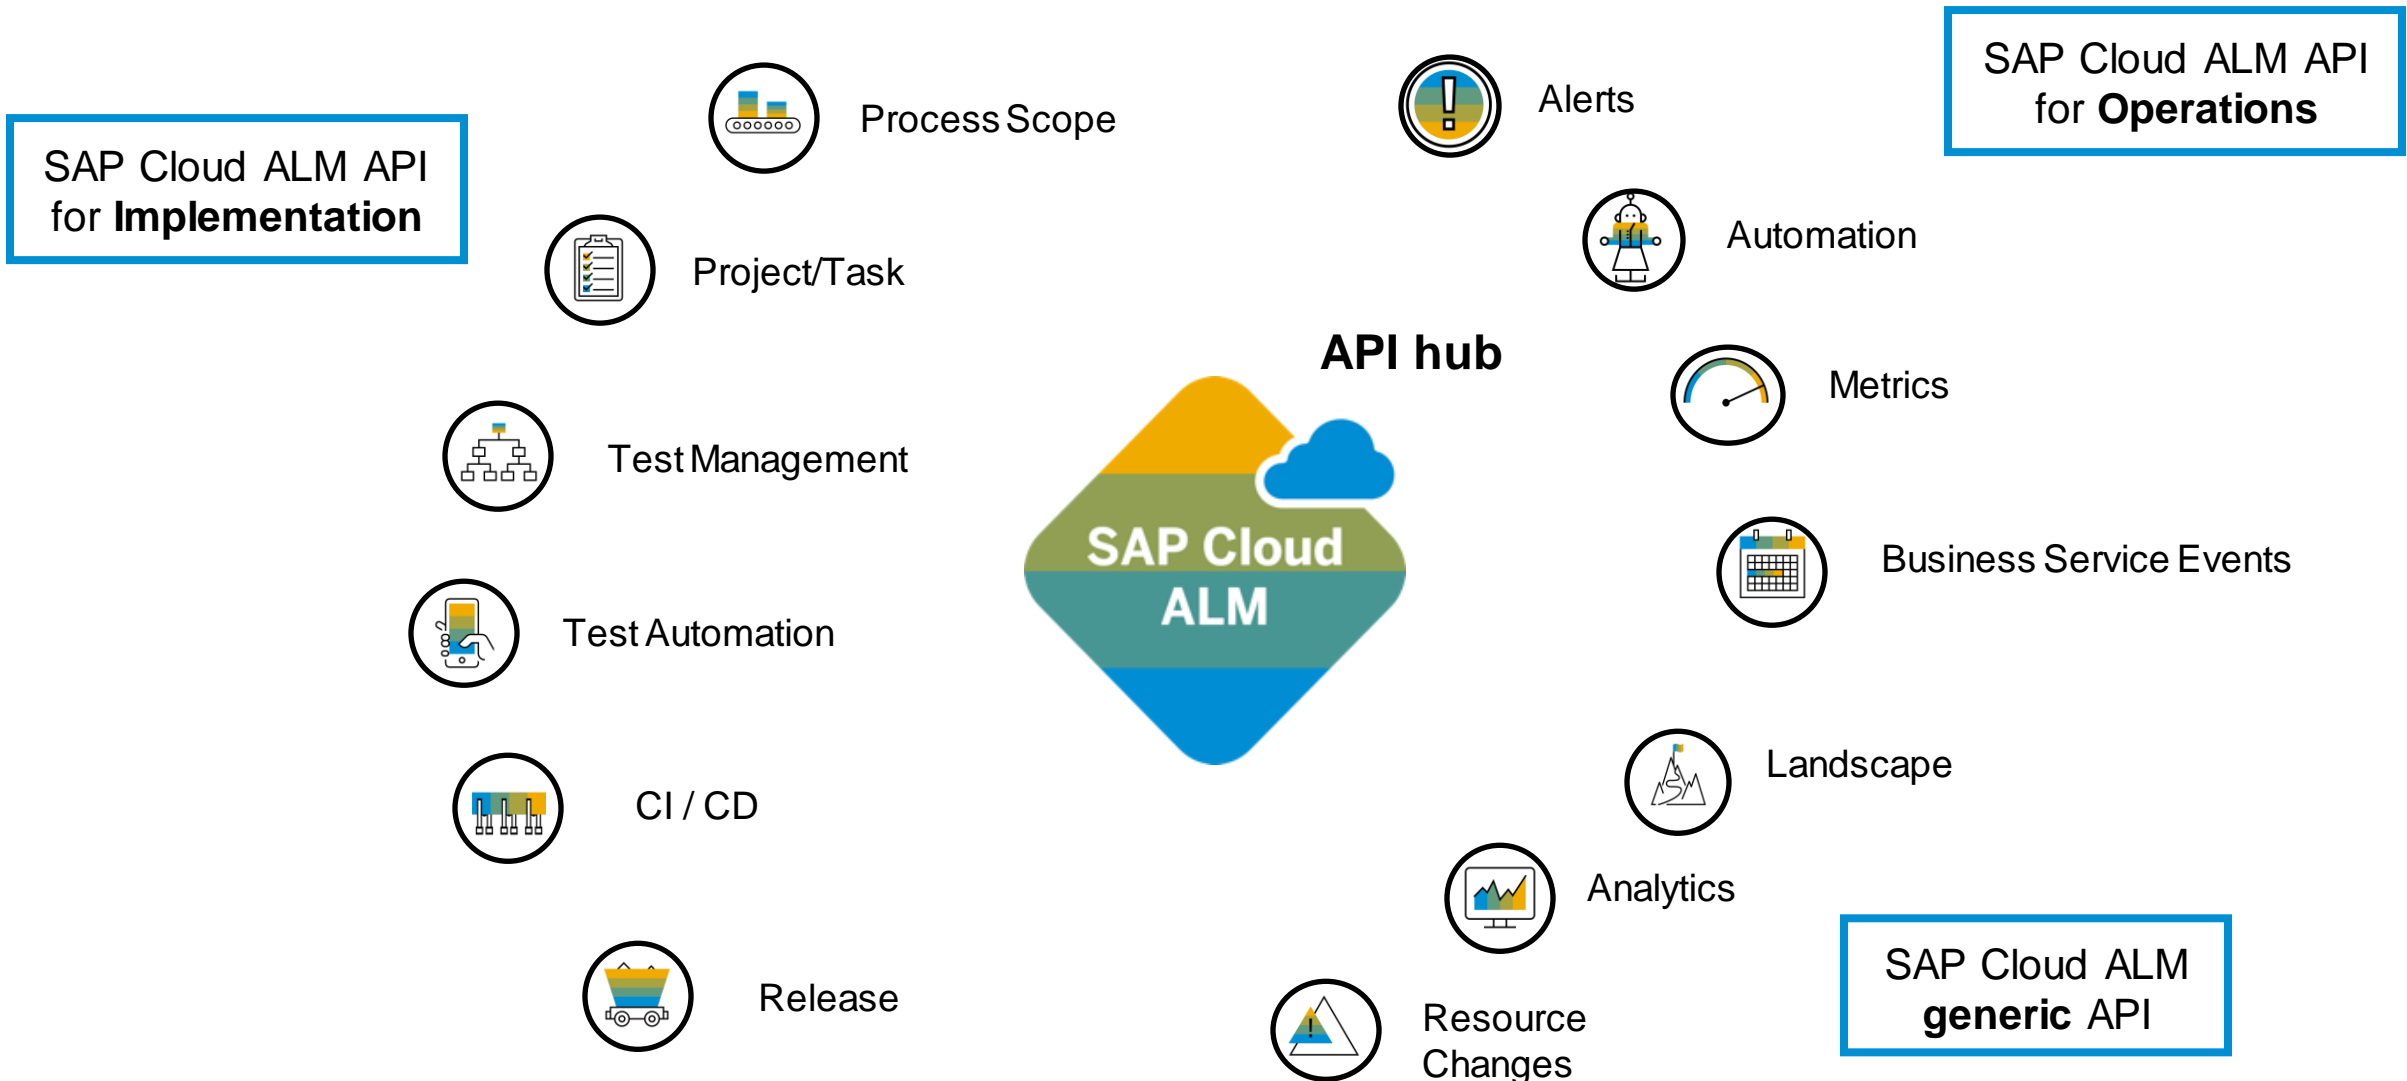 SAP Cloud ALM API
for Implementation
Process Scope
Project/Task
Test Management
Test Automation
CI / CD
Release
API hub
SAP Cloud
ALM
SAP Cloud ALM API
for Operations
Alerts
Automation
Metrics
Business Service Events
Landscape
Analytics
Resource
Changes
SAP Cloud ALM
generic API